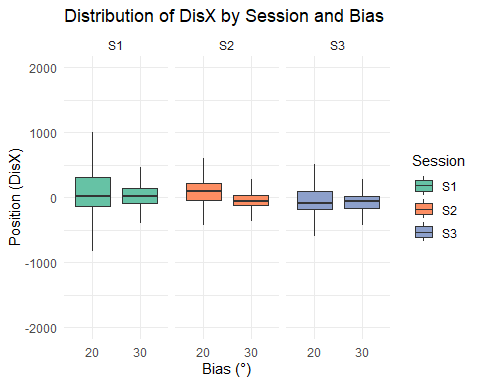 Distribution of DisX by Session and Bias
S1 S2 S3
2000
1000
0
-1000
-2000
Position (DisX)
20 30 20 30 20 30
Bias (°)
Session
S1
S2
S3